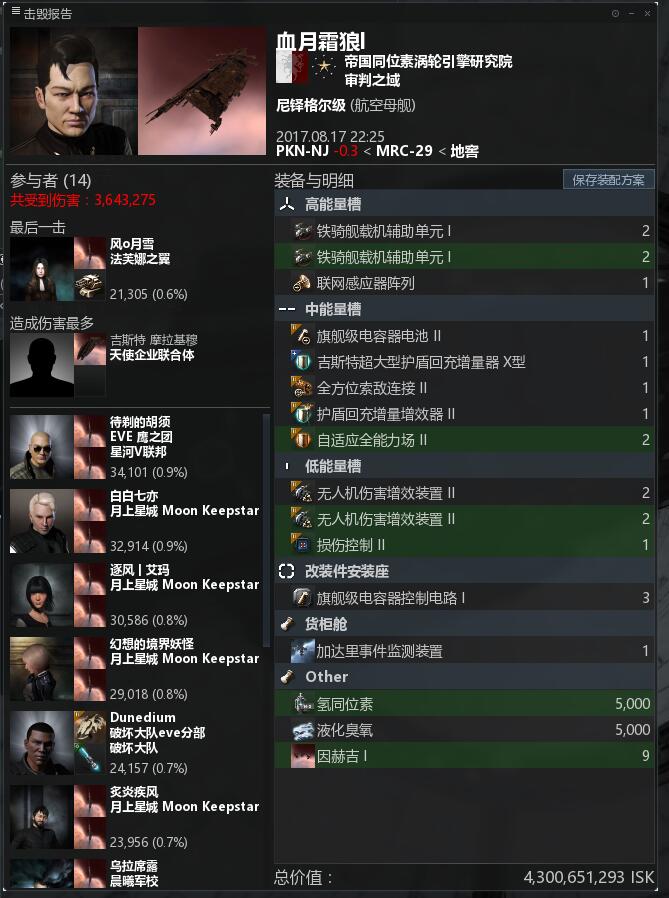 击毁报告
血月霜狼I
帝国同位素涡轮引擎研究院
审判之域
尼铎格尔级 (航空母舰)
2017.08.17 22:25
PKN-NJ -0.3 < MRC-29 < 地窖
参与者 (14)
共受到伤害：3,643,275
最后一击
风o月雪
法芙娜之翼
21,305 (0.6%)
造成伤害最多
吉斯特 摩拉基穆
天使企业联合体
待剃的胡须
EVE 鹰之团
星河V联邦
34,101 (0.9%)
白白七亦
月上星城 Moon Keepstar
32,914 (0.9%)
逐风丨艾玛
月上星城 Moon Keepstar
30,586 (0.8%)
幻想的境界妖怪
月上星城 Moon Keepstar
29,018 (0.8%)
Dunedium
破坏大队eve分部
破坏大队
24,157 (0.7%)
炙炎疾风
月上星城 Moon Keepstar
23,956 (0.7%)
乌拉席露
晨曦军校
装备与明细
保存装配方案
高能量槽
铁骑舰载机辅助单元 I 2
铁骑舰载机辅助单元 I 2
联网感应器阵列 1
中能量槽
旗舰级电容器电池 II 1
吉斯特超大型护盾回充增量器 X型 1
全方位索敌连接 II 1
护盾回充增量增效器 II 1
自适应全能力场 II 2
低能量槽
无人机伤害增效装置 II 2
无人机伤害增效装置 II 2
损伤控制 II 1
改装件安装座
旗舰级电容器控制电路 I 3
货柜舱
加达里事件监测装置 1
Other
氢同位素 5,000
液化臭氧 5,000
因赫吉 I 9
总价值： 4,300,651,293 ISK